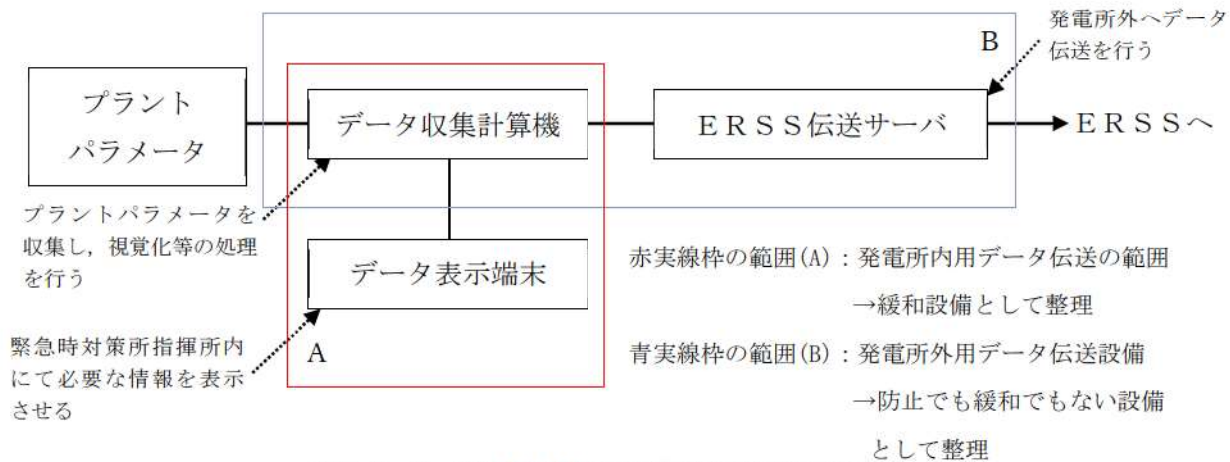 発電所外へデータ
伝送を行う
B
プラント
パラメータ
データ収集計算機
ERSS伝送サーバ
ERSSへ
プラントパラメータを
収集し,視覚化等の処理
を行う
データ表示端末
緊急時対策所指揮所内
にて必要な情報を表示
させる
A
赤実線枠の範囲(A):発電所内用データ伝送の範囲
→緩和設備として整理
青実線枠の範囲(B):発電所外用データ伝送設備
→防止でも緩和でもない設備
として整理